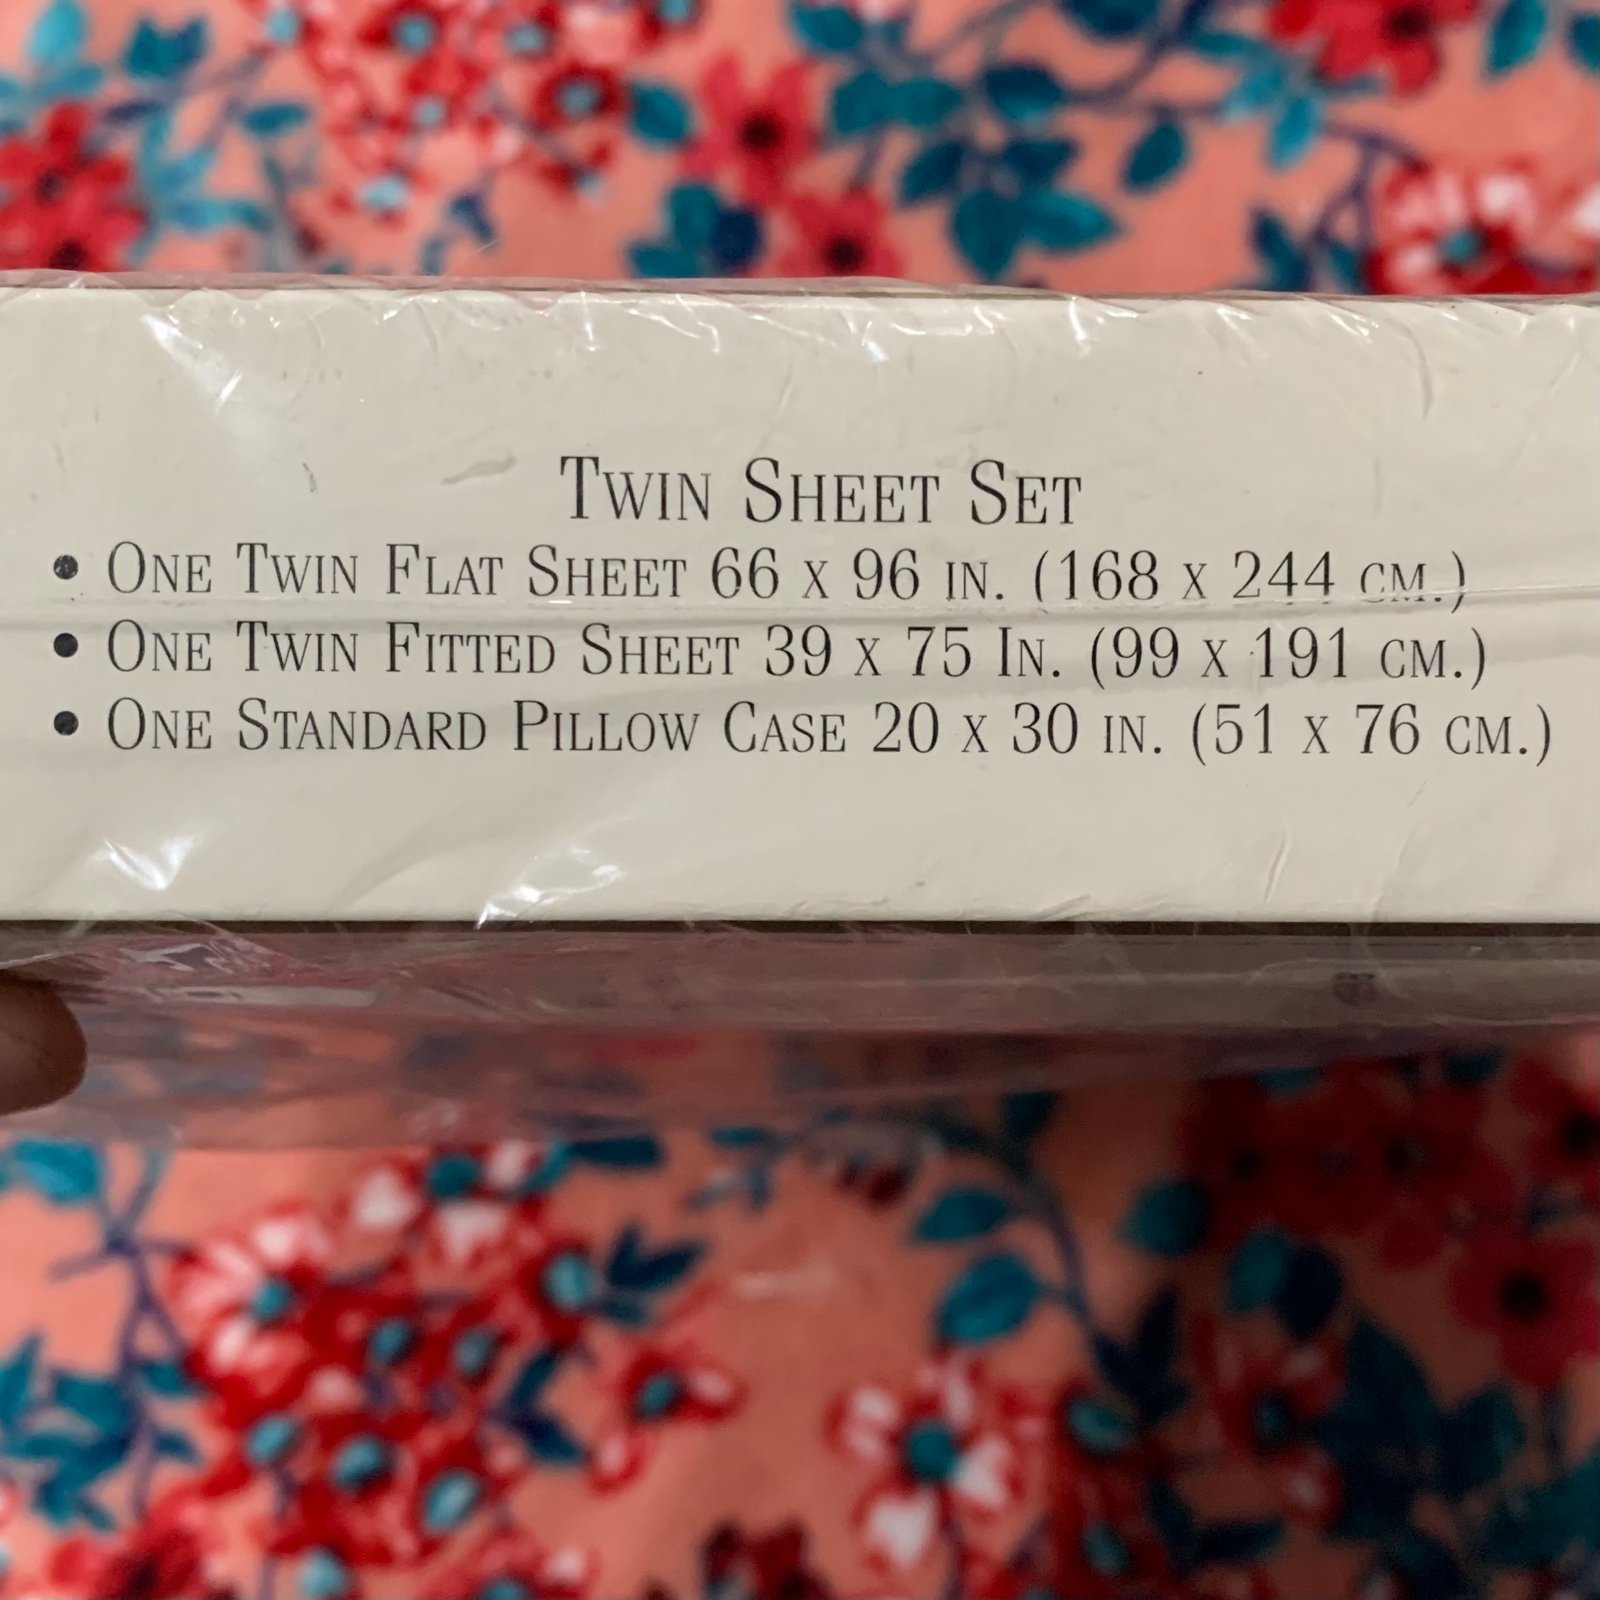 Twin Sheet Set
• One Twin Flat Sheet 66 x 96 in. (168 x 244 cm.)
• One Twin Fitted Sheet 39 x 75 In. (99 x 191 cm.)
• One Standard Pillow Case 20 x 30 in. (51 x 76 cm.)